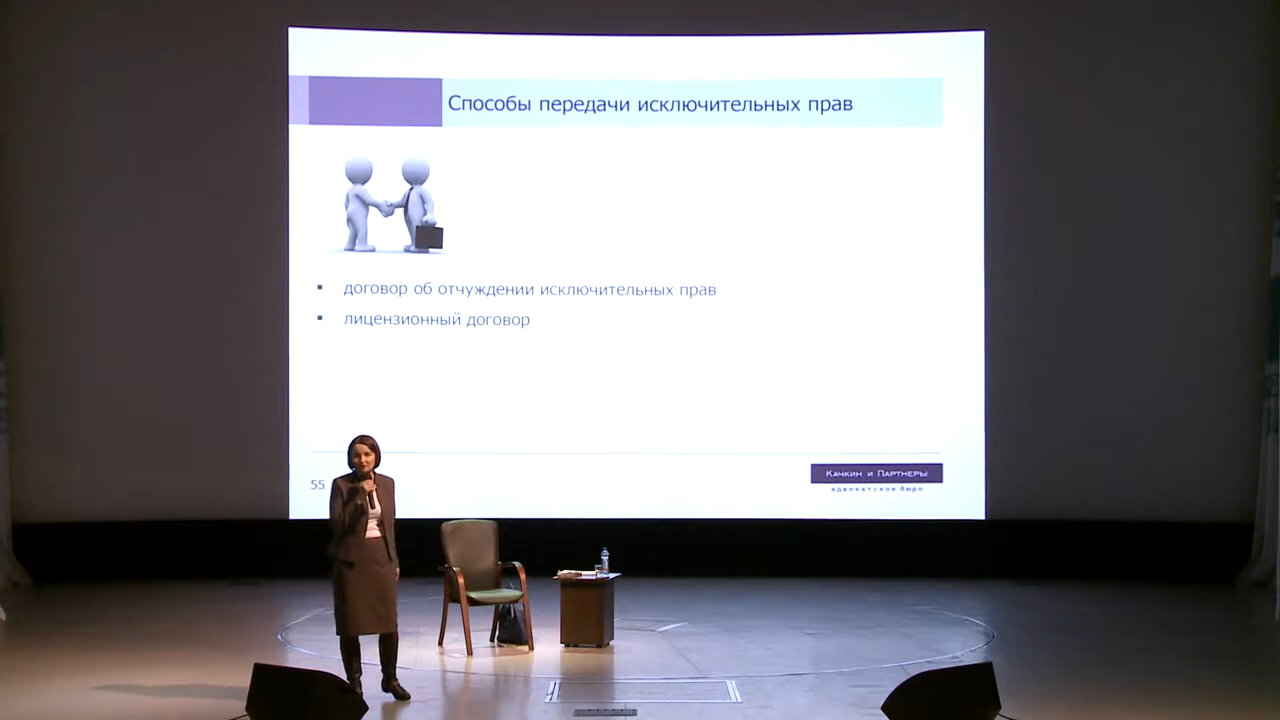 Способы передачи исключительных прав
договор об отчуждении исключительных прав
лицензионный договор
55
Качкин и Партнеры
адвокатское бюро